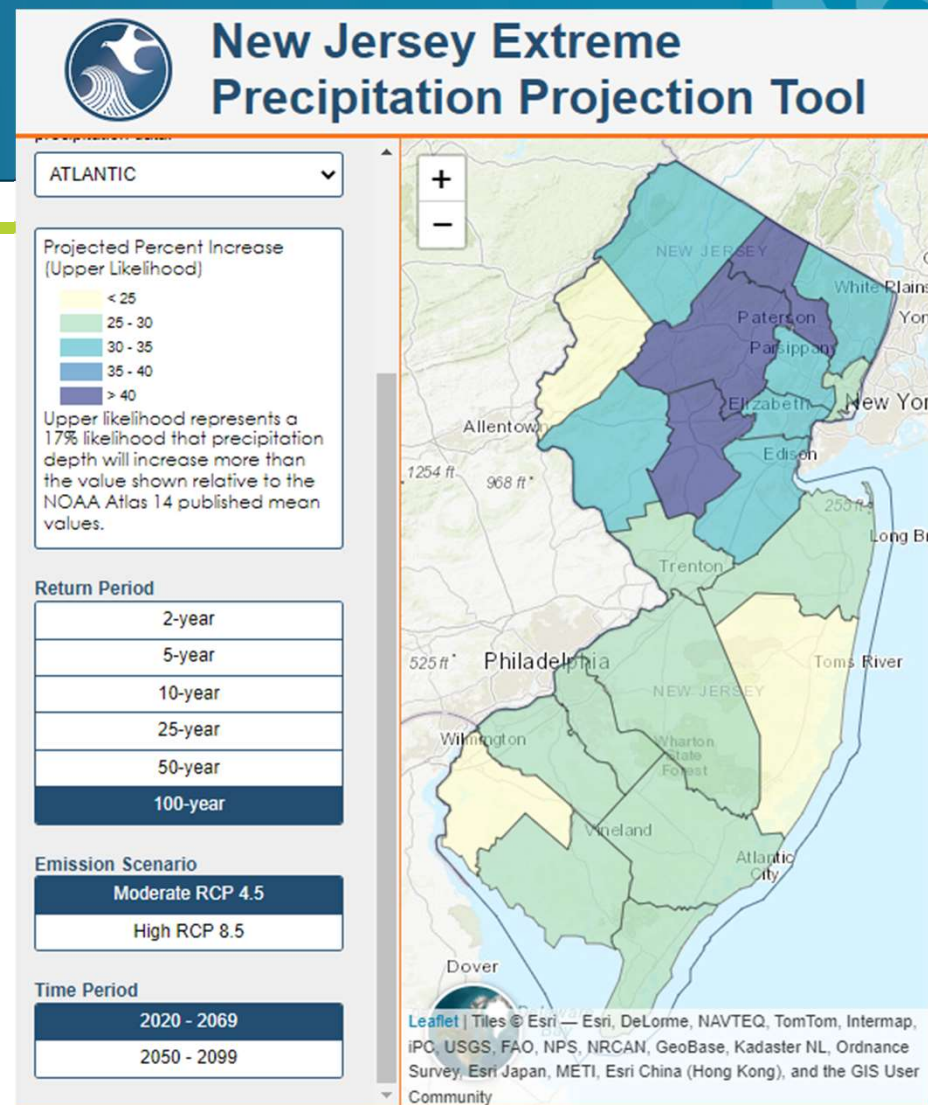 New Jersey Extreme
Precipitation Projection Tool
ATLANTIC
Projected Percent Increase
(Upper Likelihood)
< 25
25 - 30
30 - 35
35 - 40
> 40
Upper likelihood represents a
17% likelihood that precipitation
depth will increase more than
the value shown relative to the
NOAA Atlas 14 published mean
values.
Return Period
2-year
5-year
10-year
25-year
50-year
100-year
Emission Scenario
Moderate RCP 4.5
High RCP 8.5
Time Period
2020 - 2069
2050 - 2099
+
−
NEW JERSEY
White Plains
Paterson
Yor
Parsippany
Elizabeth
New Yor
Allentown
Edison
1254 ft
968 ft
255 ft
Long Br
Trenton
525 ft
Philadelphia
Toms River
NEW JERSEY
Wilmington
Wharton
State
Forest
Vineland
Atlantic
City
Dover
Leaflet | Tiles © Esri — Esri, DeLorme, NAVTEQ, TomTom, Intermap,
iPC, USGS, FAO, NPS, NRCAN, GeoBase, Kadaster NL, Ordnance
Survey, Esri Japan, METI, Esri China (Hong Kong), and the GIS User
Community